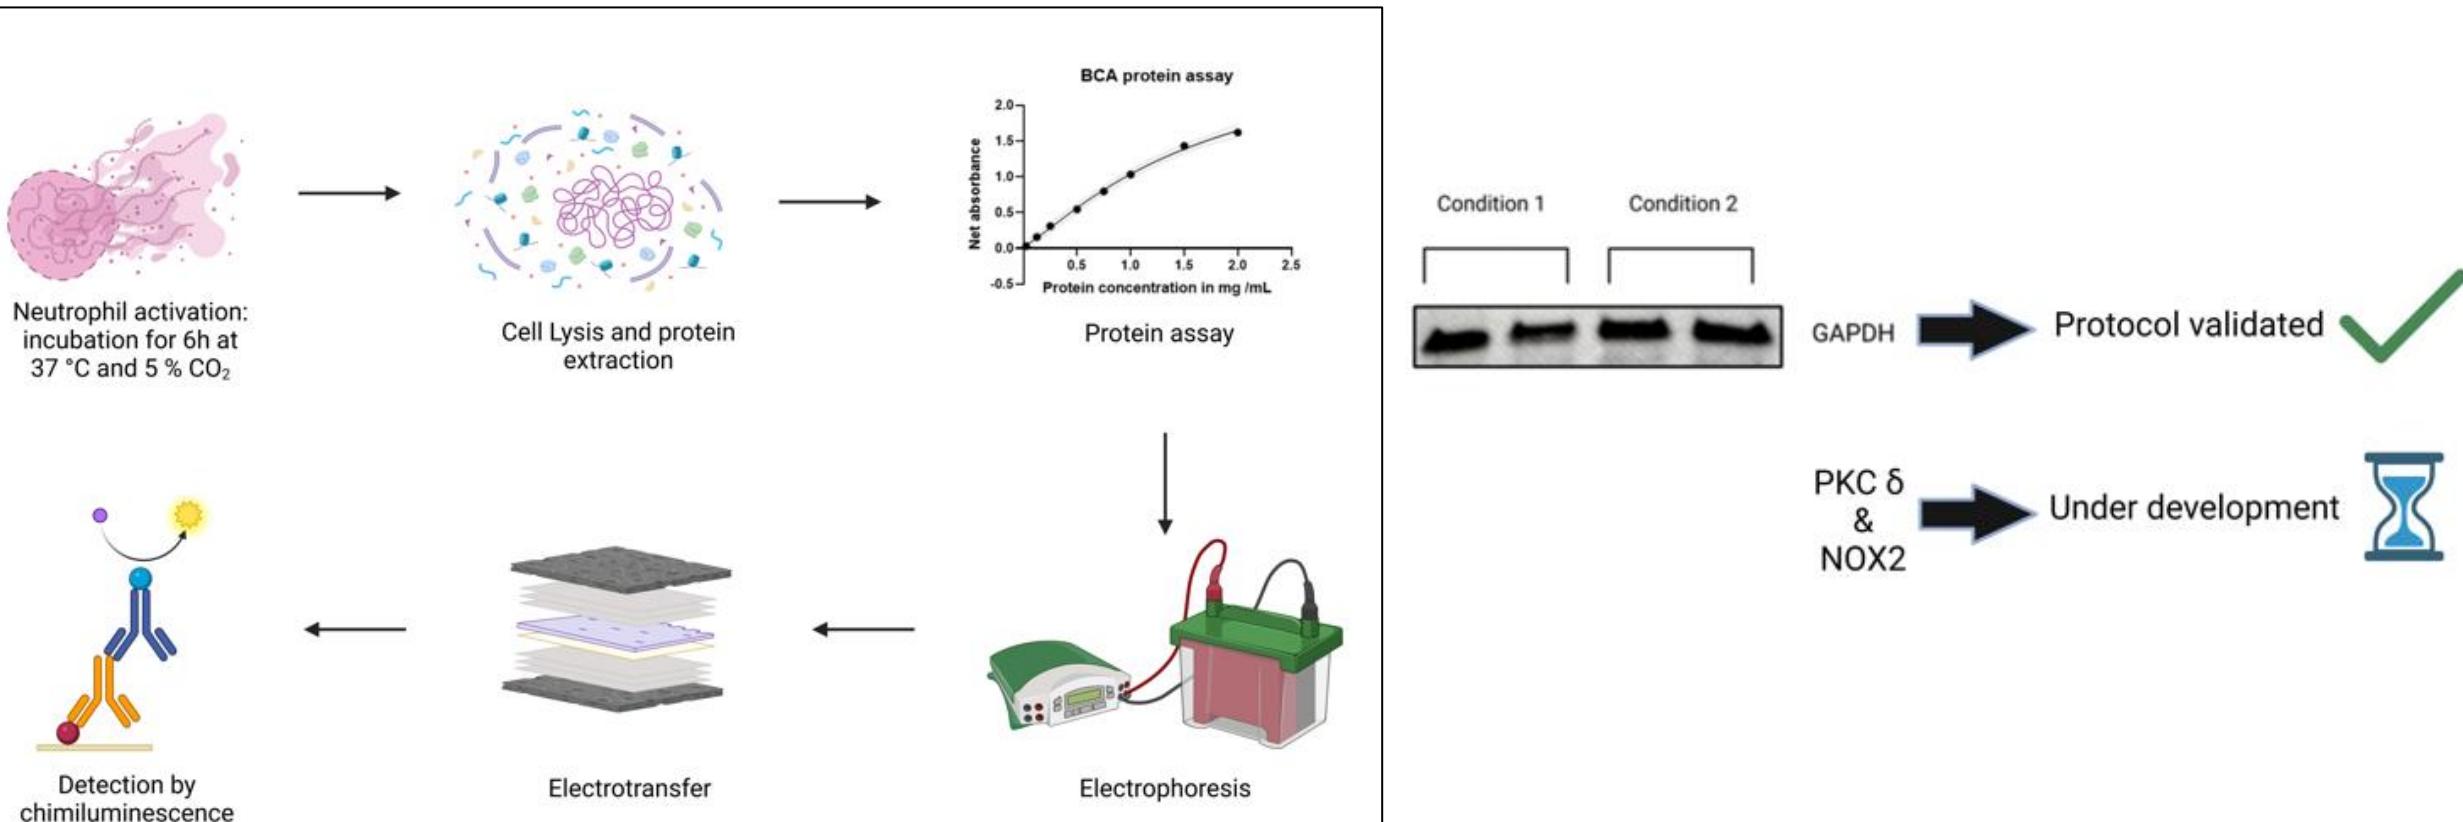 Neutrophil activation:
incubation for 6h at
37 °C and 5 % CO₂
Cell Lysis and protein
extraction
BCA protein assay
Net absorbance
2.0
1.5
1.0
0.5
0.0
-0.5
0.5
1.0
1.5
2.0
2.5
Protein concentration in mg /mL
Protein assay
Electrophoresis
Electrotransfer
Detection by
chimiluminescence
Condition 1
Condition 2
GAPDH
Protocol validated
PKC δ
&
NOX2
Under development